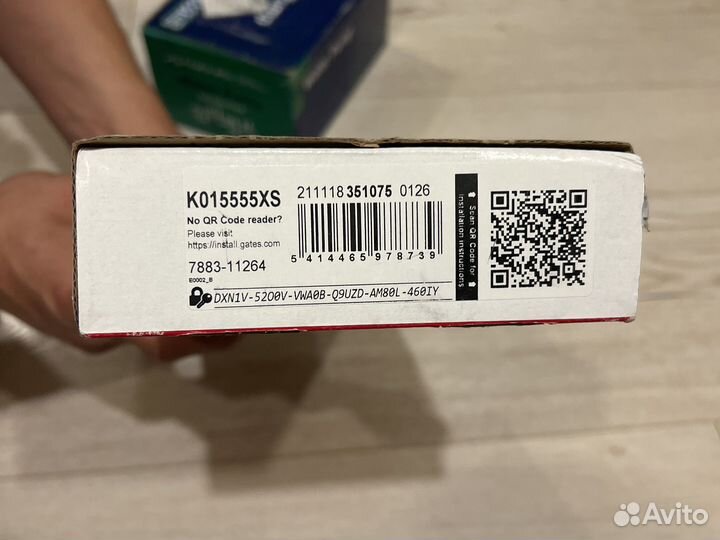 K015555XS
No QR Code reader?
Please visit
https://install.gates.com
7883-11264
E0002_B
211118 351075 0126
5 414465 978739
Scan QR Code for
installation instructions
DXN1V-52O0V-VWA0B-Q9UZD-AM80L-460IY
Avito